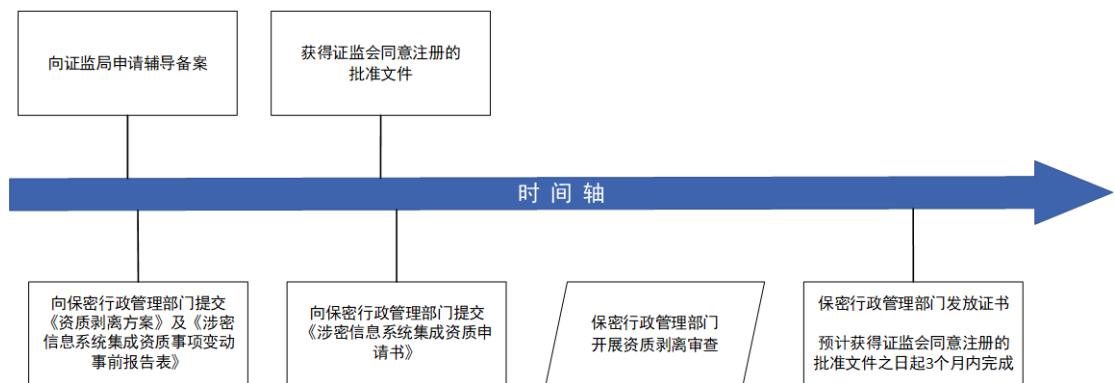 向证监局申请辅导备案
获得证监会同意注册的
批准文件
时间轴
向保密行政管理部门提交
《资质剥离方案》及《涉密
信息系统集成资质事项变动
事前报告表》
向保密行政管理部门提交
《涉密信息系统集成资质申
请书》
保密行政管理部门
开展资质剥离审查
保密行政管理部门发放证书
预计获得证监会同意注册的
批准文件之日起3个月内完成